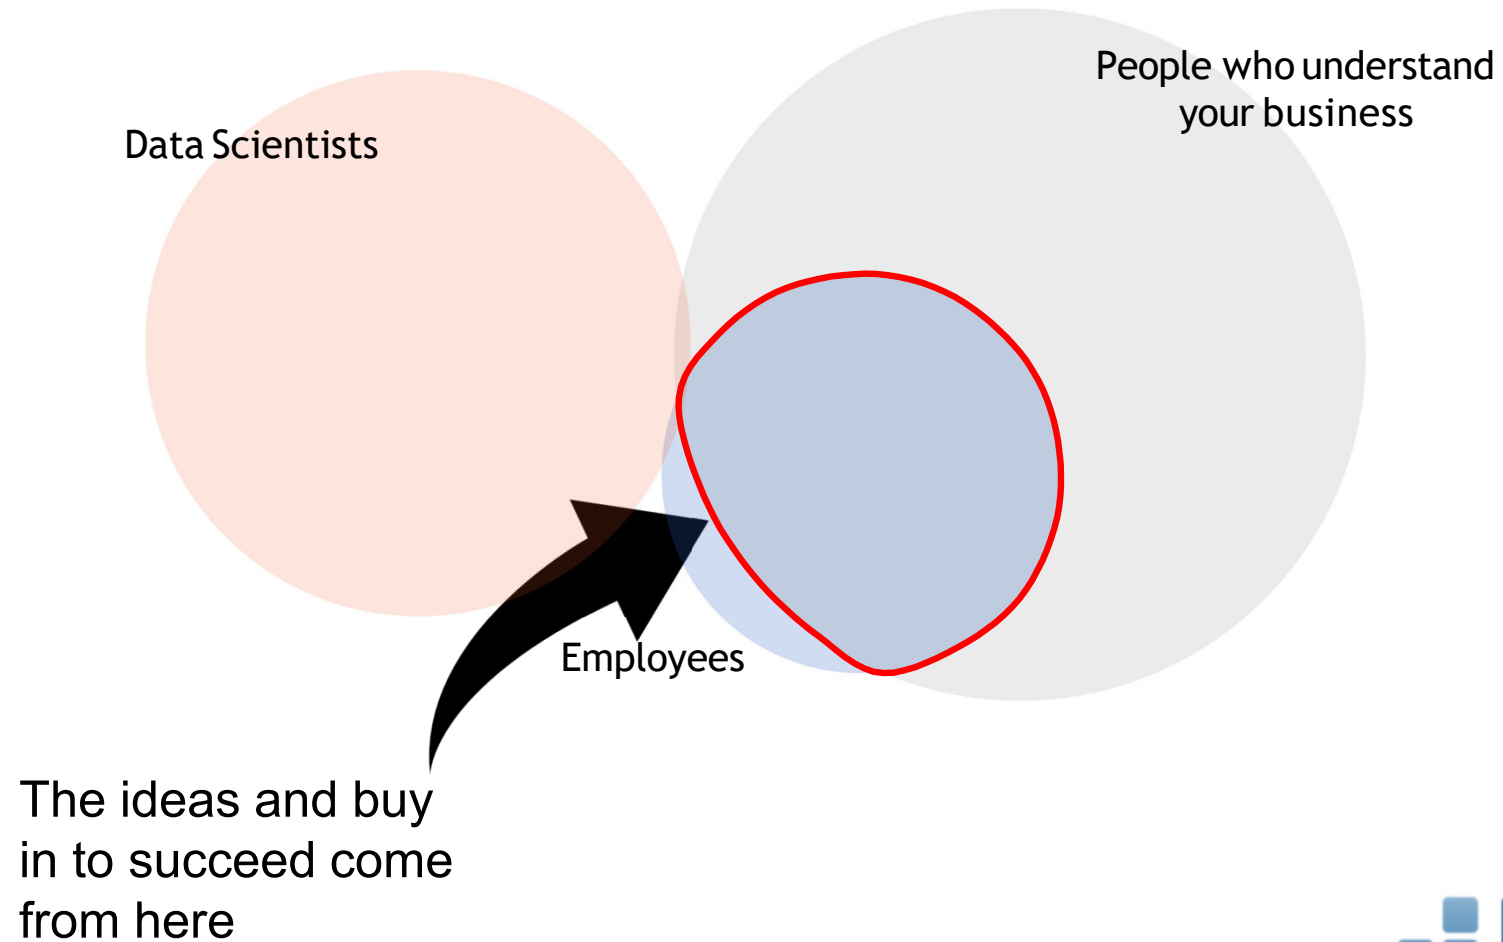 People who understand
your business
Data Scientists
Employees
The ideas and buy
in to succeed come
from here